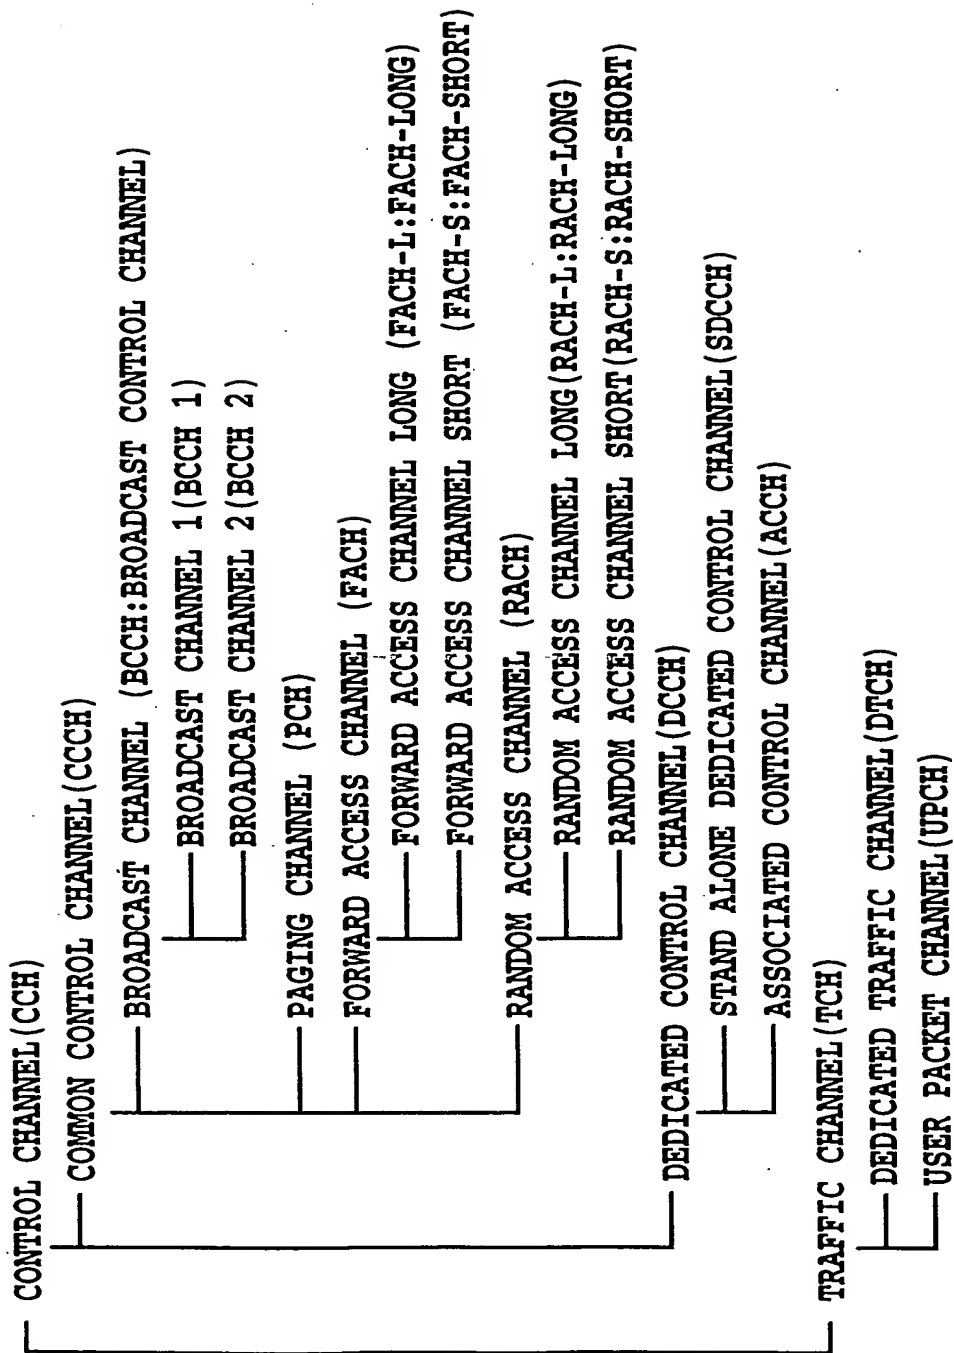 CONTROL CHANNEL(CCH)
COMMON CONTROL CHANNEL(CCCH)
BROADCAST CHANNEL (BCCH:BROADCAST CONTROL CHANNEL)
BROADCAST CHANNEL 1(BCCH 1)
BROADCAST CHANNEL 2(BCCH 2)
PAGING CHANNEL (PCH)
FORWARD ACCESS CHANNEL (FACH)
FORWARD ACCESS CHANNEL LONG (FACH-L:FACH-LONG)
FORWARD ACCESS CHANNEL SHORT (FACH-S:FACH-SHORT)
RANDOM ACCESS CHANNEL (RACH)
RANDOM ACCESS CHANNEL LONG(RACH-L:RACH-LONG)
RANDOM ACCESS CHANNEL SHORT(RACH-S:RACH-SHORT)
DEDICATED CONTROL CHANNEL(DCCH)
STAND ALONE DEDICATED CONTROL CHANNEL(SDCCH)
ASSOCIATED CONTROL CHANNEL(ACCH)
TRAFFIC CHANNEL(TCH)
DEDICATED TRAFFIC CHANNEL(DTCH)
USER PACKET CHANNEL(UPCH)